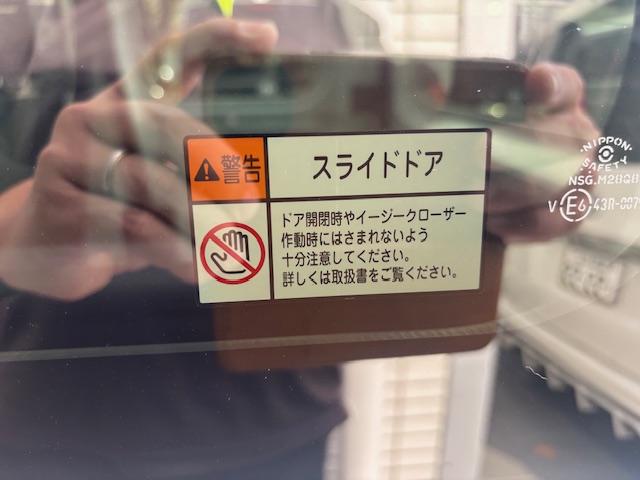 警告
スライドドア
ドア開閉時やイージークローザー
作動時にはさまれないよう
十分注意してください。
詳しくは取扱書をご覧ください。
NIPPON
SAFETY
V E6 43R-007